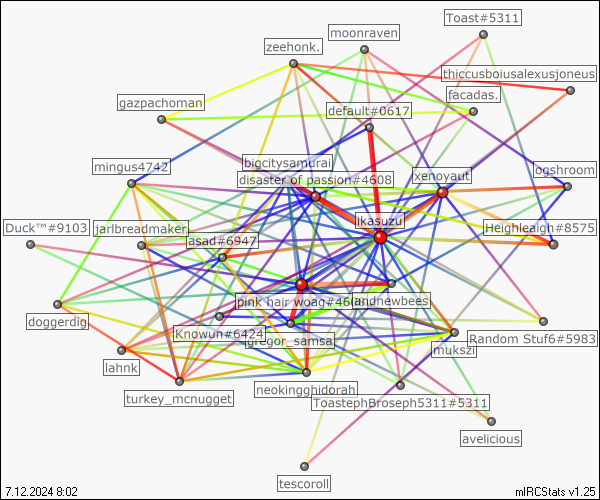 Toast#5311
moonraven
zeehonk.
thiccusboiusalexusjoneus
facadas.
gazpachoman
default#0617
bigcitysamurai
mingus4742
xenoyaut
ogshroom
disaster of passion#4608
Ikasuzu
Duck™#9103
jarlbreadmaker
Heighleaigh#8575
asad#6947
pink hair woag#46
landnewbees
doggerdig
Knowun#6424
gregor_samsa
Random Stuf6#5983
mukszi
lahnk
neokingghidorah
turkey_mcnugget
ToastephBroseph5311#5311
avelicious
tescoroll
7.12.2024 8:02
mIRCStats v1.25